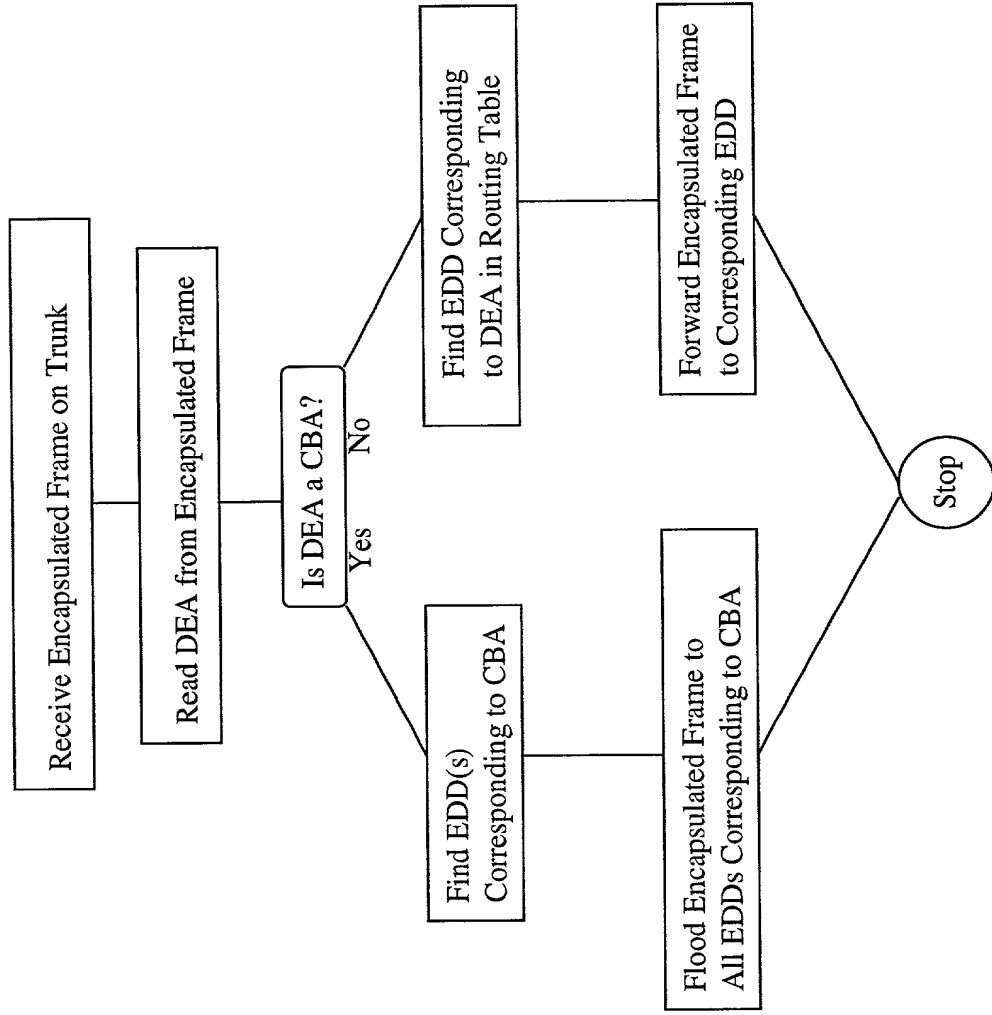 Receive Encapsulated Frame on Trunk
Read DEA from Encapsulated Frame
Is DEA a CBA?
Yes
No
Find EDD(s)
Corresponding to CBA
Find EDD Corresponding
to DEA in Routing Table
Flood Encapsulated Frame to
All EDDs Corresponding to CBA
Forward Encapsulated Frame
to Corresponding EDD
Stop